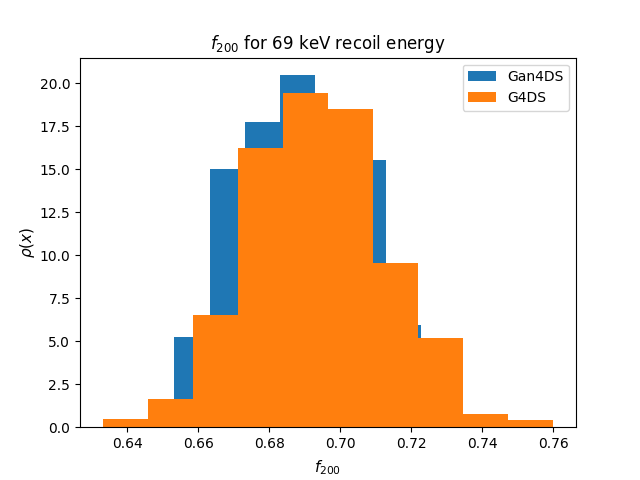 f₂₀₀ for 69 keV recoil energy
Gan4DS
G4DS
ρ(x)
20.0
17.5
15.0
12.5
10.0
7.5
5.0
2.5
0.0
0.64 0.66 0.68 0.70 0.72 0.74 0.76
f₂₀₀